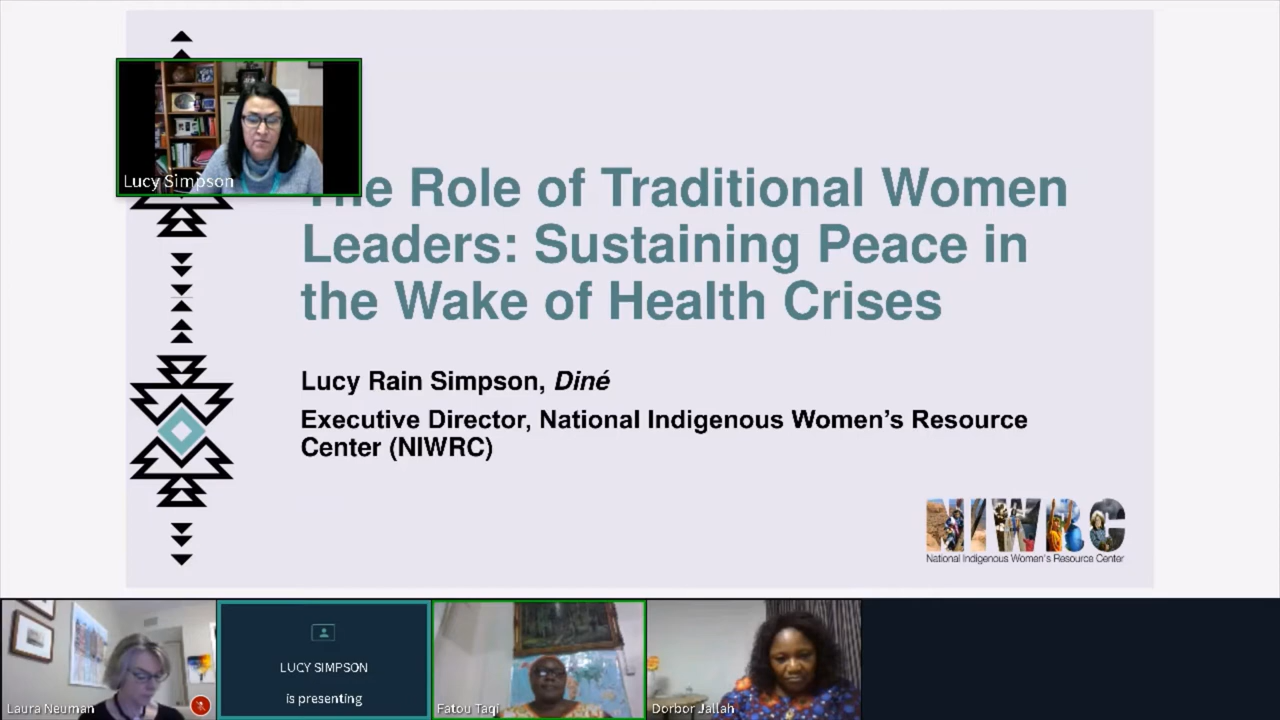 Lucy Simpson
The Role of Traditional Women
Leaders: Sustaining Peace in
the Wake of Health Crises
Lucy Rain Simpson, Diné
Executive Director, National Indigenous Women's Resource
Center (NIWRC)
NIWRC
National Indigenous Women's Resource Center
Laura Neuman
LUCY SIMPSON
is presenting
Fatou Taqi
Dorbor Jallah